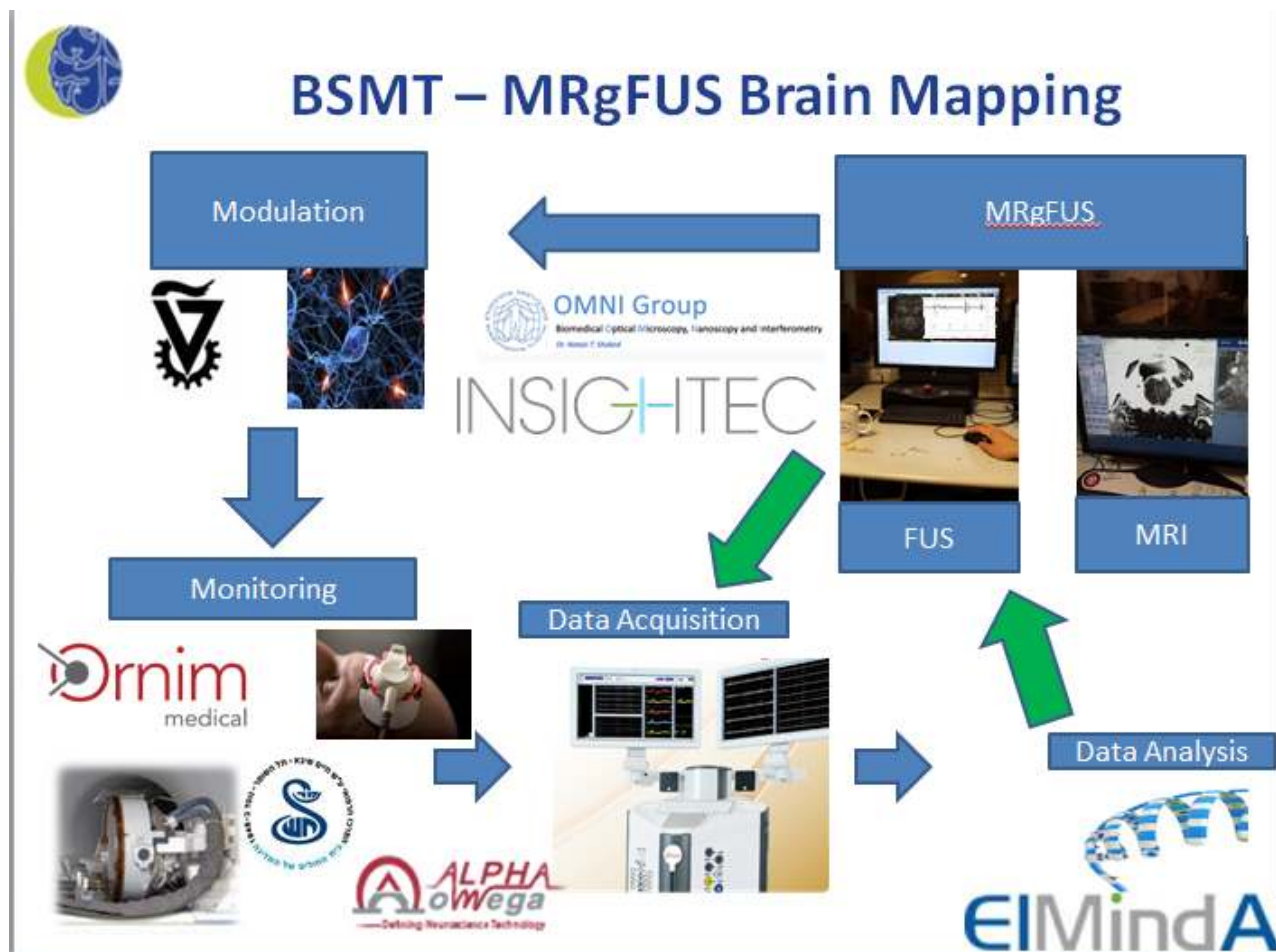 BSMT – MRgFUS Brain Mapping
Modulation
MRgFUS
OMNI Group
Biomedical Optical Microscopy, Nanoscopy and Interferometry
INSIGHTEC
FUS
MRI
Monitoring
Data Acquisition
Ornim
medical
Data Analysis
ALPHA
omega
Defining Neuroscience Technology
ElMindA